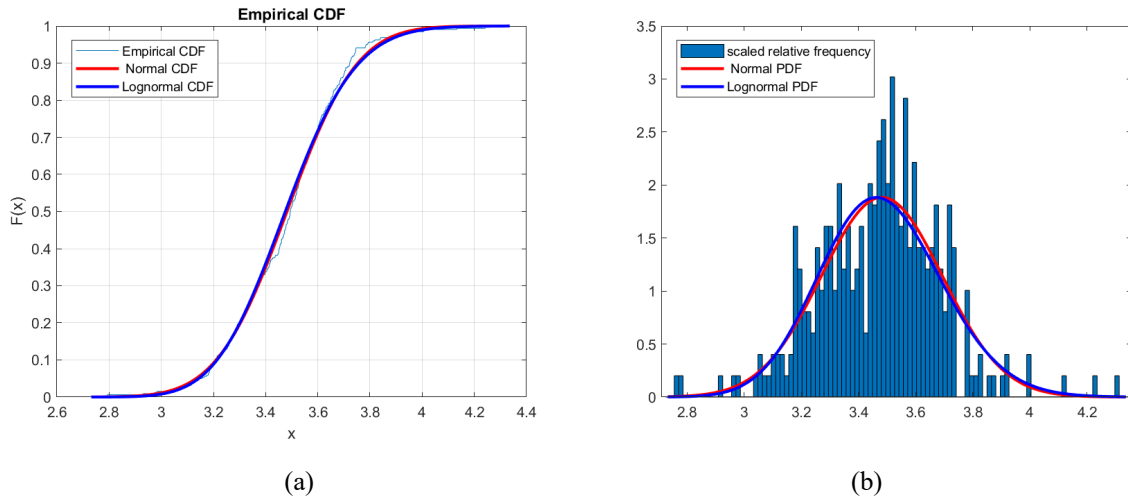 Empirical CDF
Empirical CDF
Normal CDF
Lognormal CDF
1
0.9
0.8
0.7
0.6
0.5
0.4
0.3
0.2
0.1
0
F(x)
2.6 2.8 3 3.2 3.4 3.6 3.8 4 4.2 4.4
x
(a)
scaled relative frequency
Normal PDF
Lognormal PDF
3.5
3
2.5
2
1.5
1
0.5
0
2.8 3 3.2 3.4 3.6 3.8 4 4.2
(b)